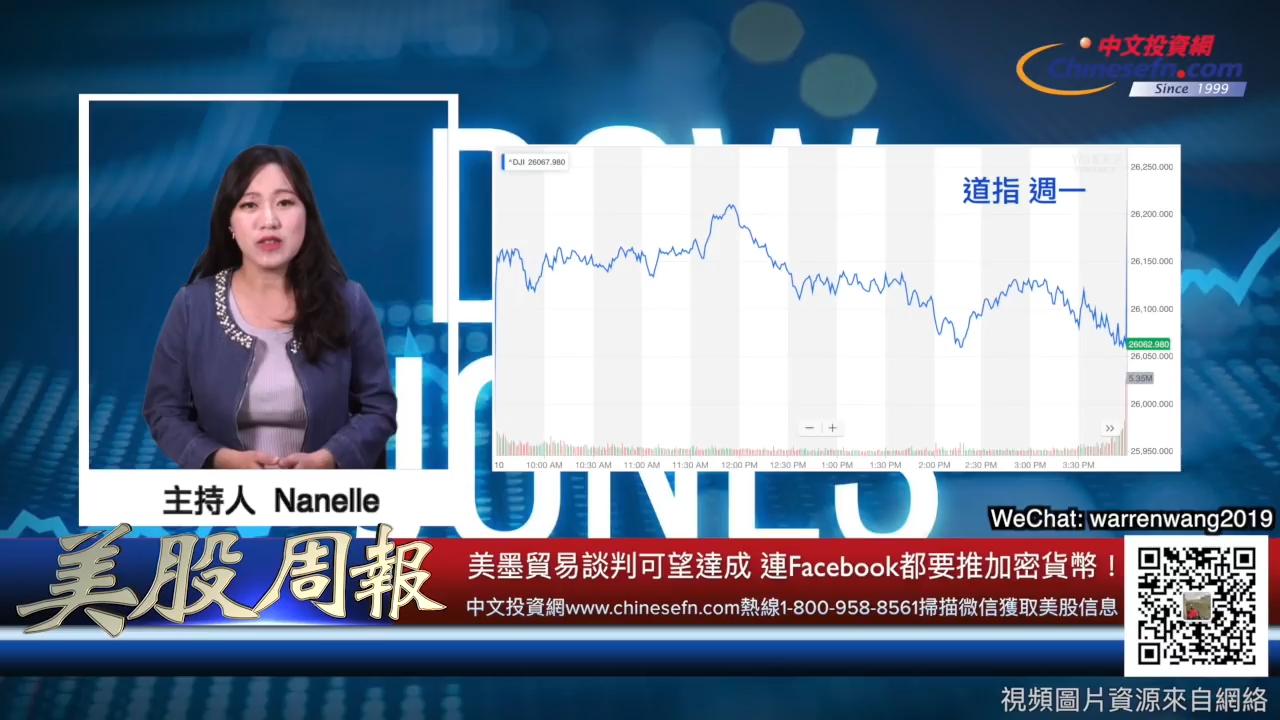 中文投資網
Chinesefn.com
Since 1999
DOW
JONES
^DJI 26067.980
道指 週一
26,250.000
26,200.000
26,150.000
26,100.000
26062.980
26,050.000
5.35M
26,000.000
25,950.000
10 10:00 AM 10:30 AM 11:00 AM 11:30 AM 12:00 PM 12:30 PM 1:00 PM 1:30 PM 2:00 PM 2:30 PM 3:00 PM 3:30 PM
主持人 Nanelle
WeChat: warrenwang2019
美股周報
美墨貿易談判可望達成 連Facebook都要推加密貨幣！
中文投資網www.chinesefn.com熱線1-800-958-8561掃描微信獲取美股信息
視頻圖片資源來自網絡